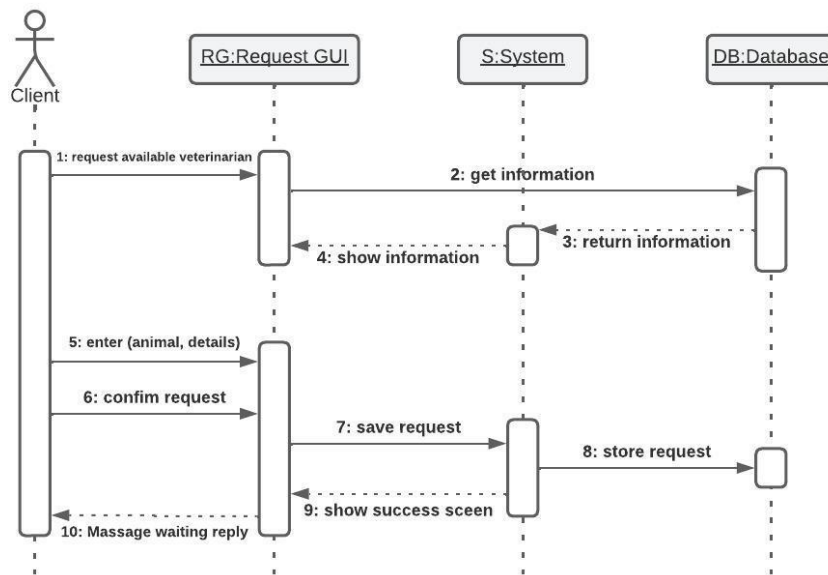 RG:Request GUI
S:System
DB:Database
Client
1: request available veterinarian
2: get information
3: return information
4: show information
5: enter (animal, details)
6: confim request
7: save request
8: store request
9: show success sceen
10: Massage waiting reply